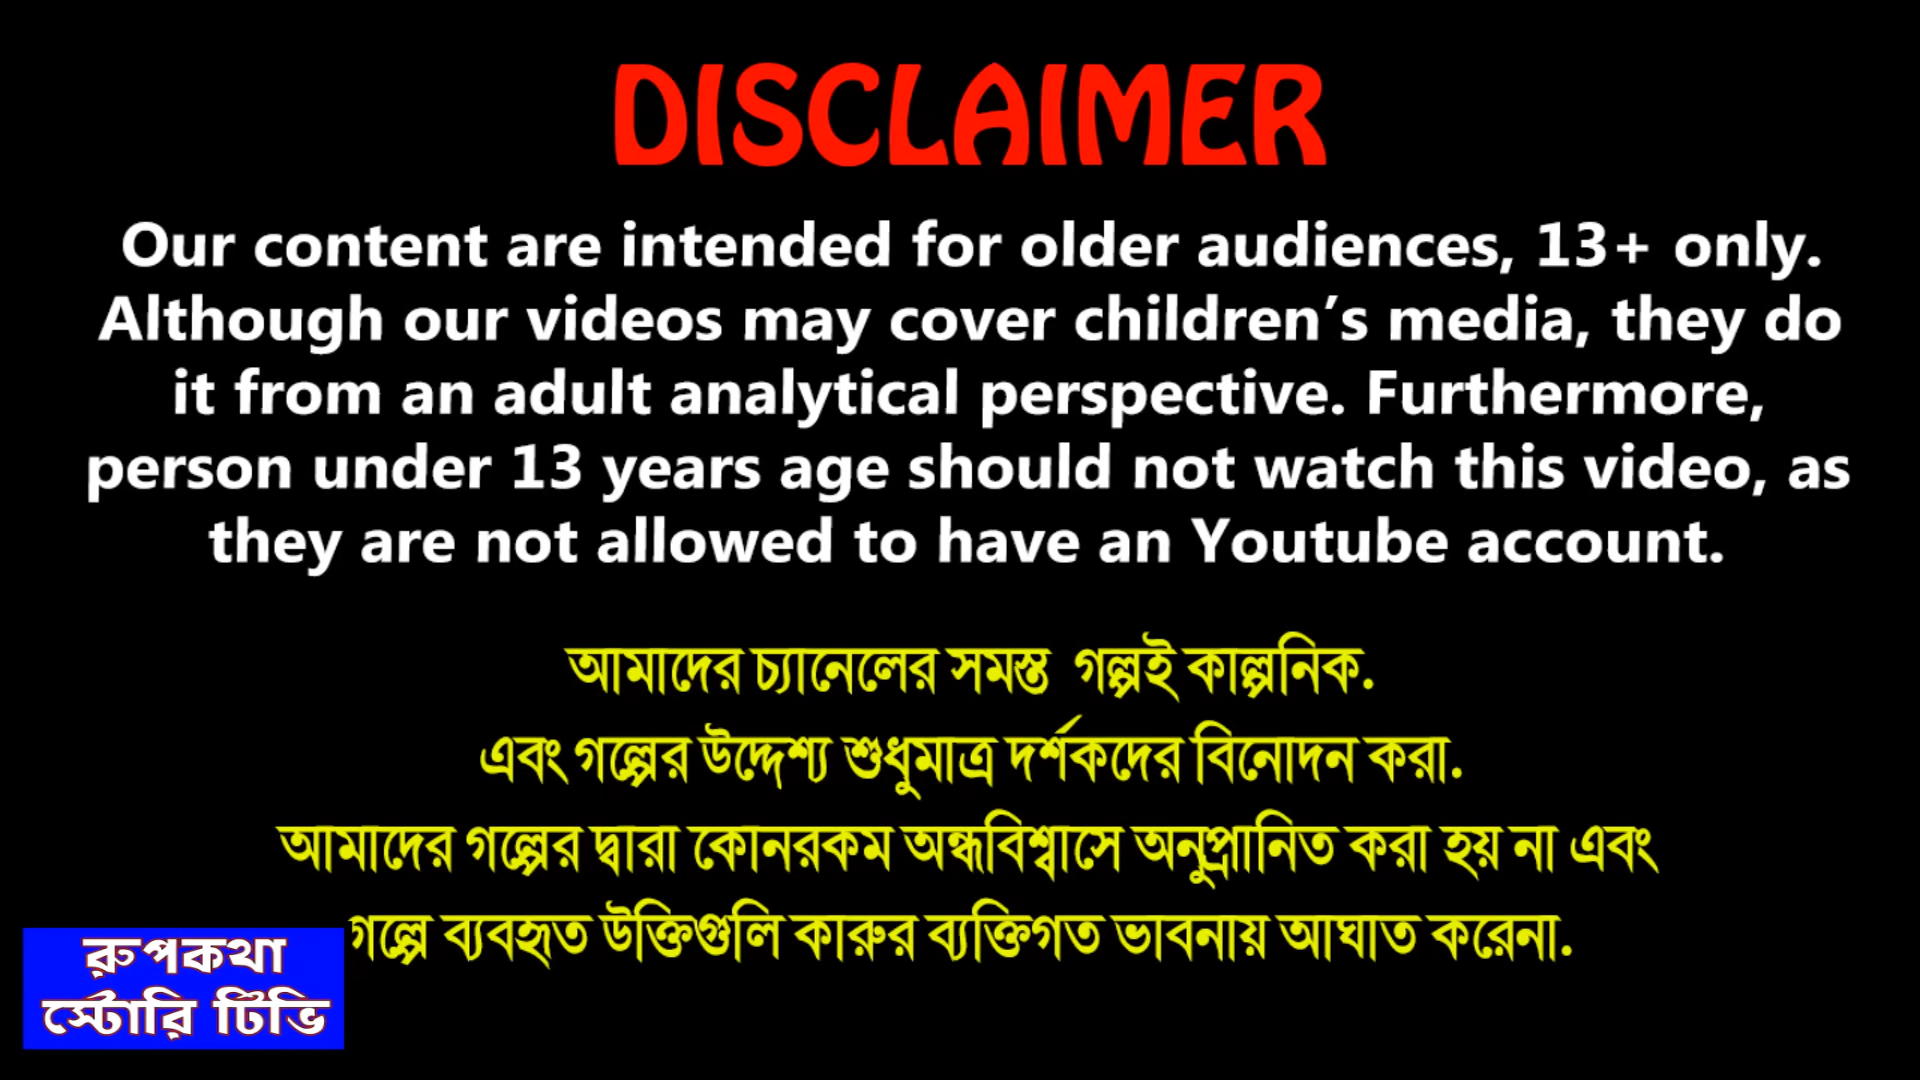 DISCLAIMER
Our content are intended for older audiences, 13+ only.
Although our videos may cover children’s media, they do
it from an adult analytical perspective. Furthermore,
person under 13 years age should not watch this video, as
they are not allowed to have an Youtube account.
আমাদের চ্যানেলের সমস্ত গল্পই কাল্পনিক.
এবং গল্পের উদ্দেশ্য শুধুমাত্র দর্শকদের বিনোদন করা.
আমাদের গল্পের দ্বারা কোনরকম অন্ধবিশ্বাসে অনুপ্রানিত করা হয় না এবং
গল্পে ব্যবহৃত উক্তিগুলি কারুর ব্যক্তিগত ভাবনায় আঘাত করেনা.
রুপকথা
স্টোরি টিভি